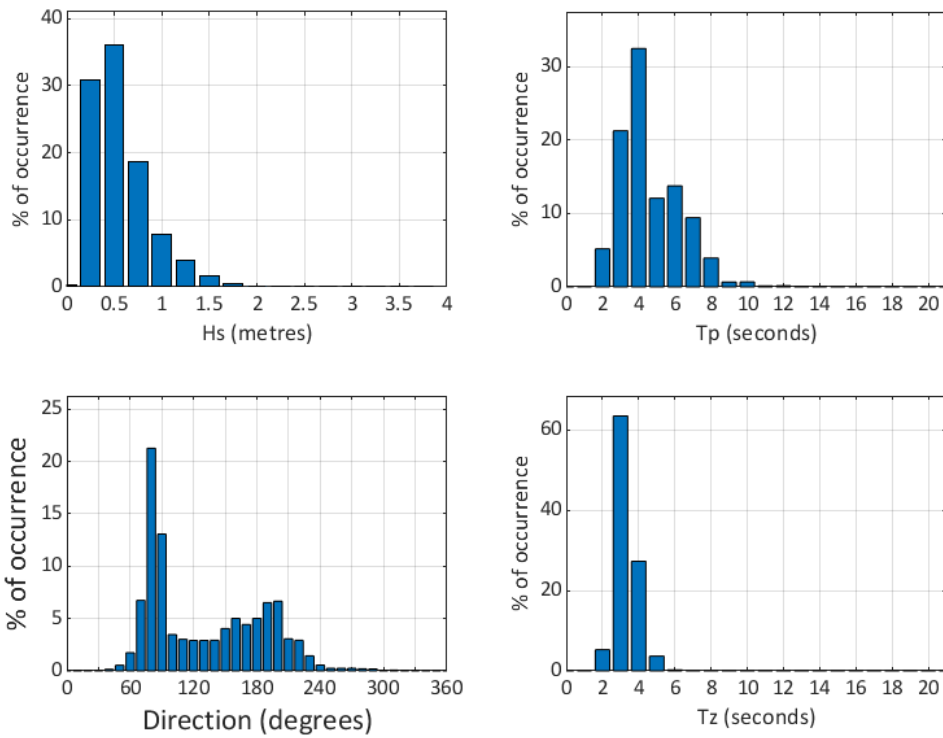 % of occurrence
40
30
20
10
0
0 0.5 1 1.5 2 2.5 3 3.5 4
Hs (metres)
% of occurrence
30
20
10
0
0 2 4 6 8 10 12 14 16 18 20
Tp (seconds)
% of occurrence
25
20
15
10
5
0
0 60 120 180 240 300 360
Direction (degrees)
% of occurrence
60
40
20
0
0 2 4 6 8 10 12 14 16 18 20
Tz (seconds)